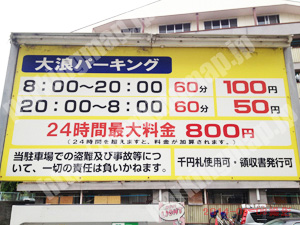 大浪パーキング
8:00〜20:00 60分 100円
20:00〜8:00 60分 50円
24時間最大料金 800円
(24時間を超えますと、料金が加算されます。)
当駐車場での盗難及び事故等につ
いて、一切の責任は負いかねます。
千円札使用可・領収書発行可